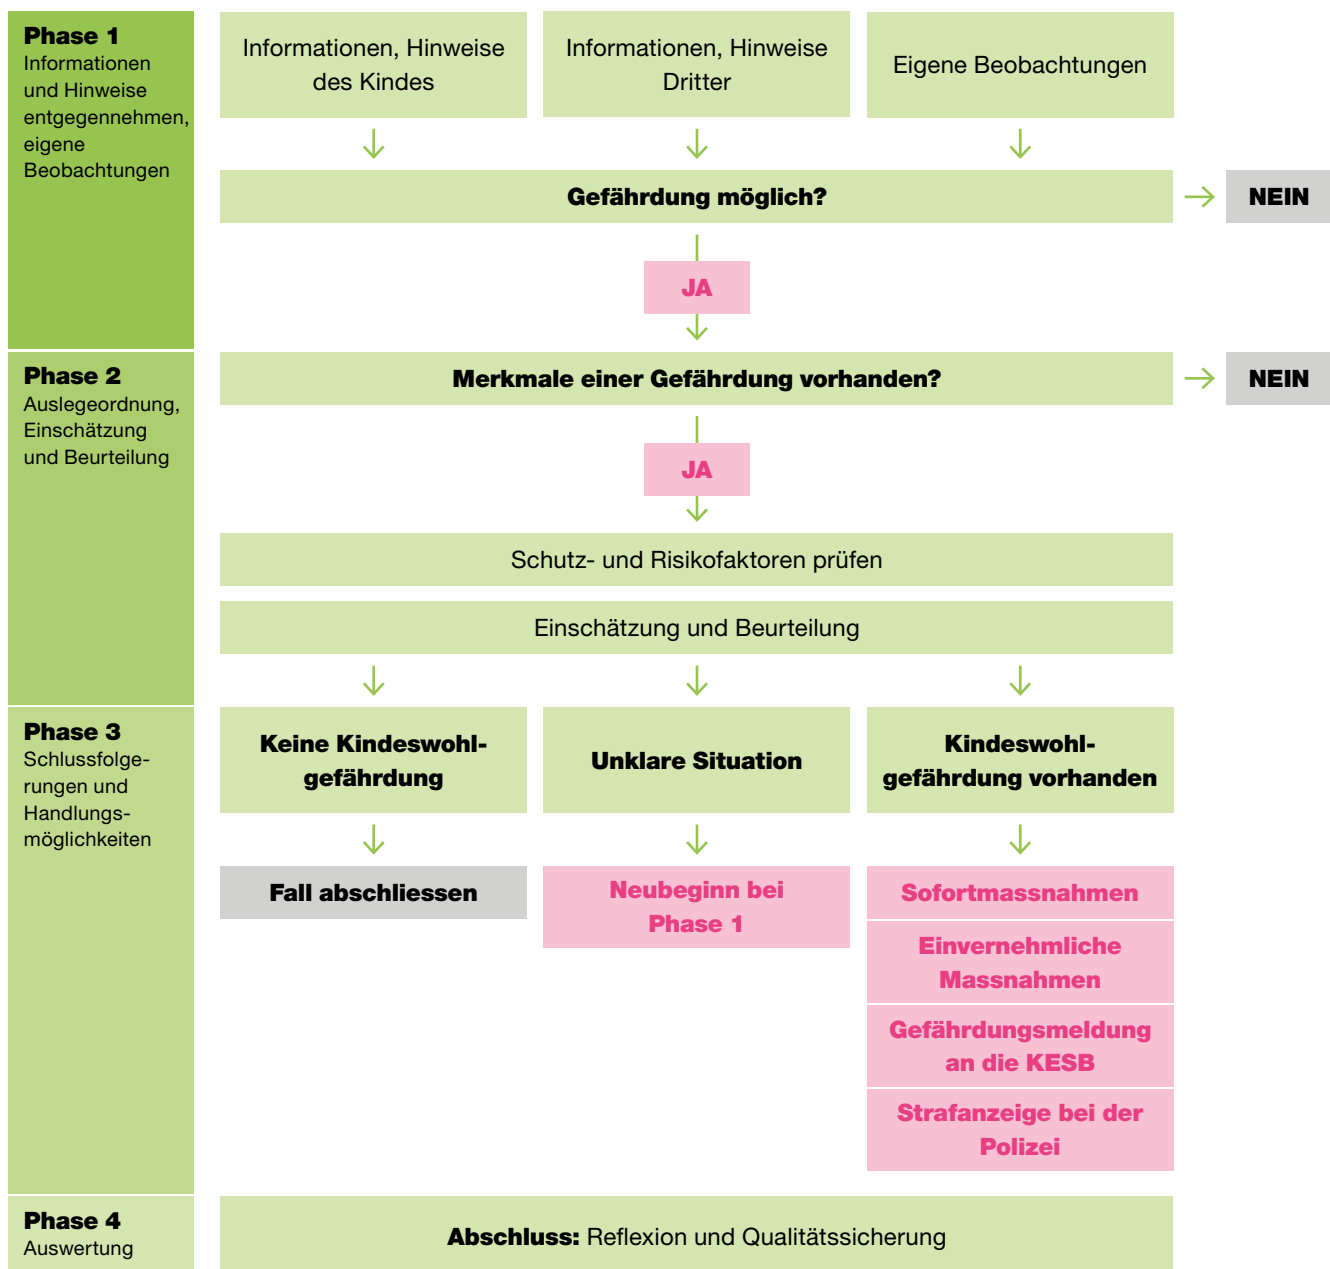 Phase 1
Informationen
und Hinweise
entgegennehmen,
eigene
Beobachtungen
Informationen, Hinweise
des Kindes
Informationen, Hinweise
Dritter
Eigene Beobachtungen
Gefährdung möglich?
NEIN
JA
Phase 2
Auslegeordnung,
Einschätzung
und Beurteilung
Merkmale einer Gefährdung vorhanden?
NEIN
JA
Schutz- und Risikofaktoren prüfen
Einschätzung und Beurteilung
Phase 3
Schlussfolge-
rungen und
Handlungs-
möglichkeiten
Keine Kindeswohl-
gefährdung
Unklare Situation
Kindeswohl-
gefährdung vorhanden
Fall abschliessen
Neubeginn bei
Phase 1
Sofortmassnahmen
Einvernehmliche
Massnahmen
Gefährdungsmeldung
an die KESB
Strafanzeige bei der
Polizei
Phase 4
Auswertung
Abschluss: Reflexion und Qualitätssicherung